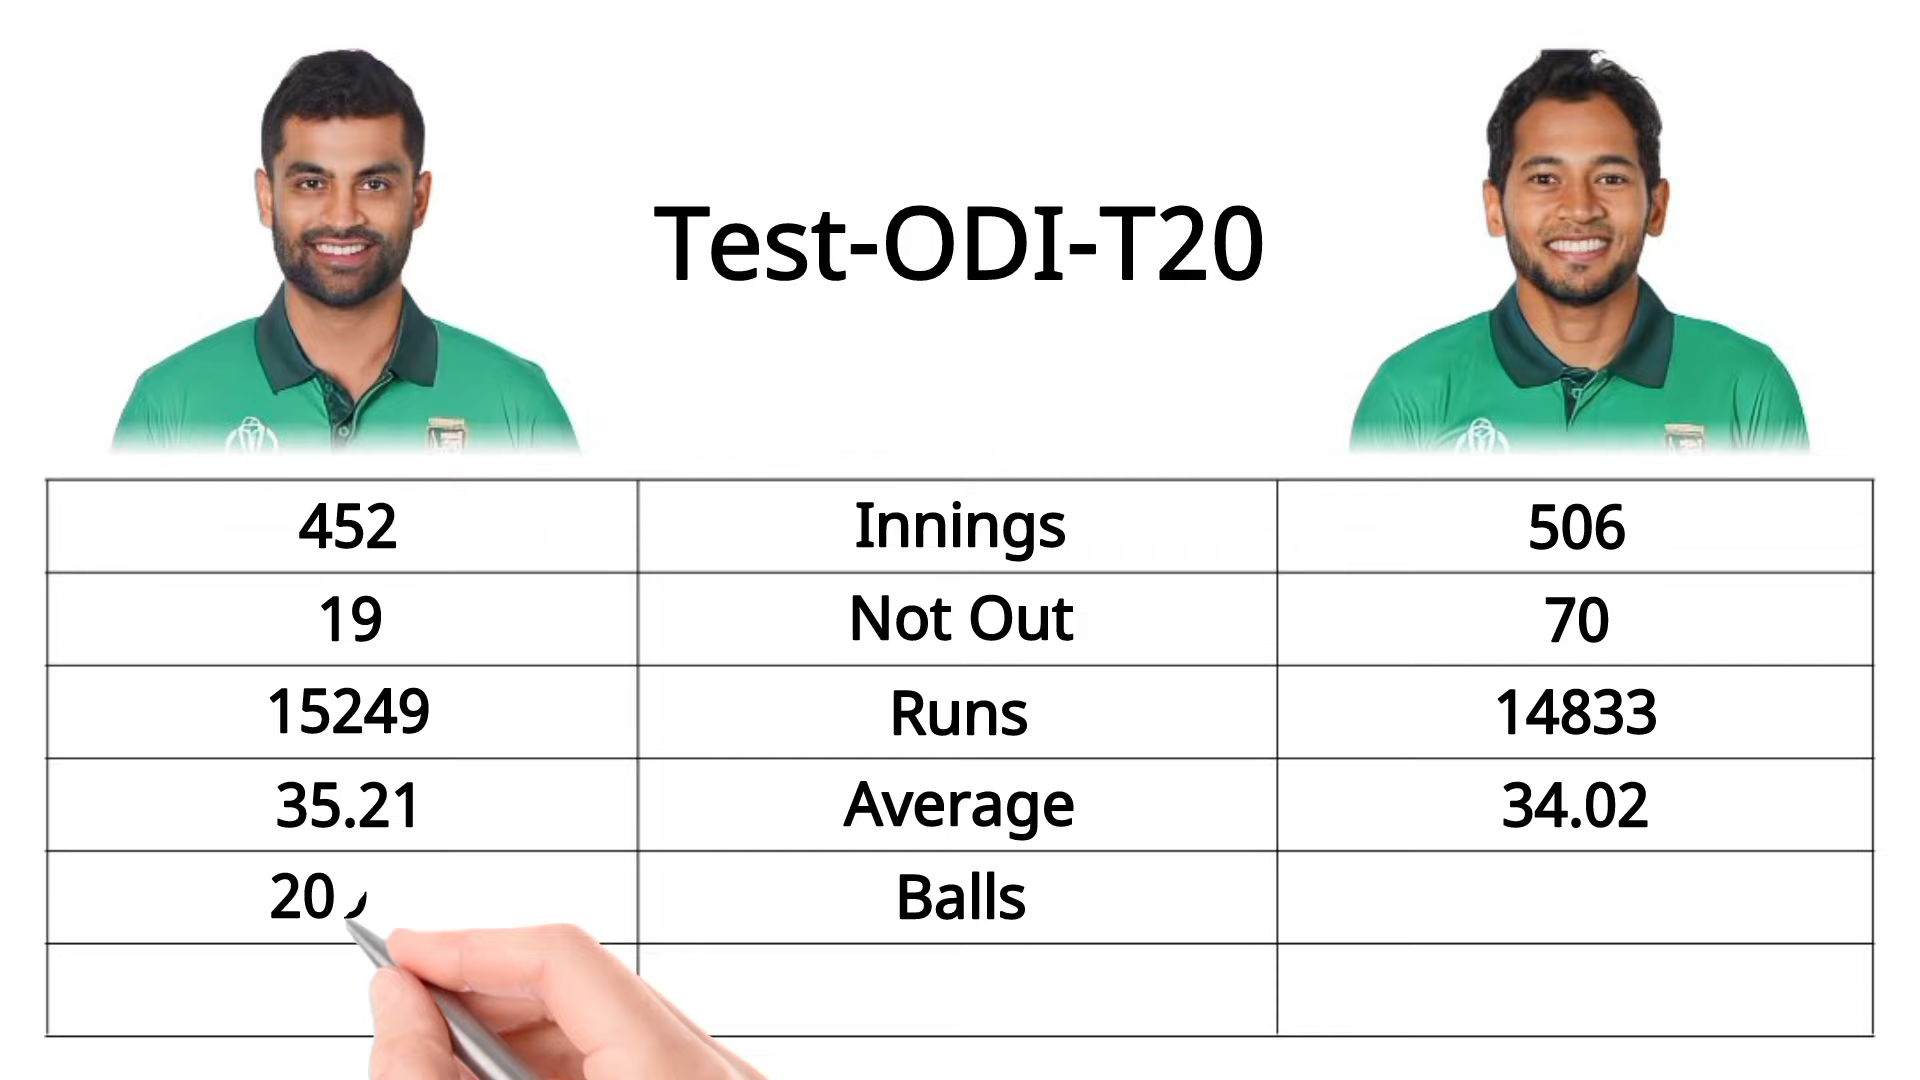 Test-ODI-T20
452 Innings 506
19 Not Out 70
15249 Runs 14833
35.21 Average 34.02
20 Balls